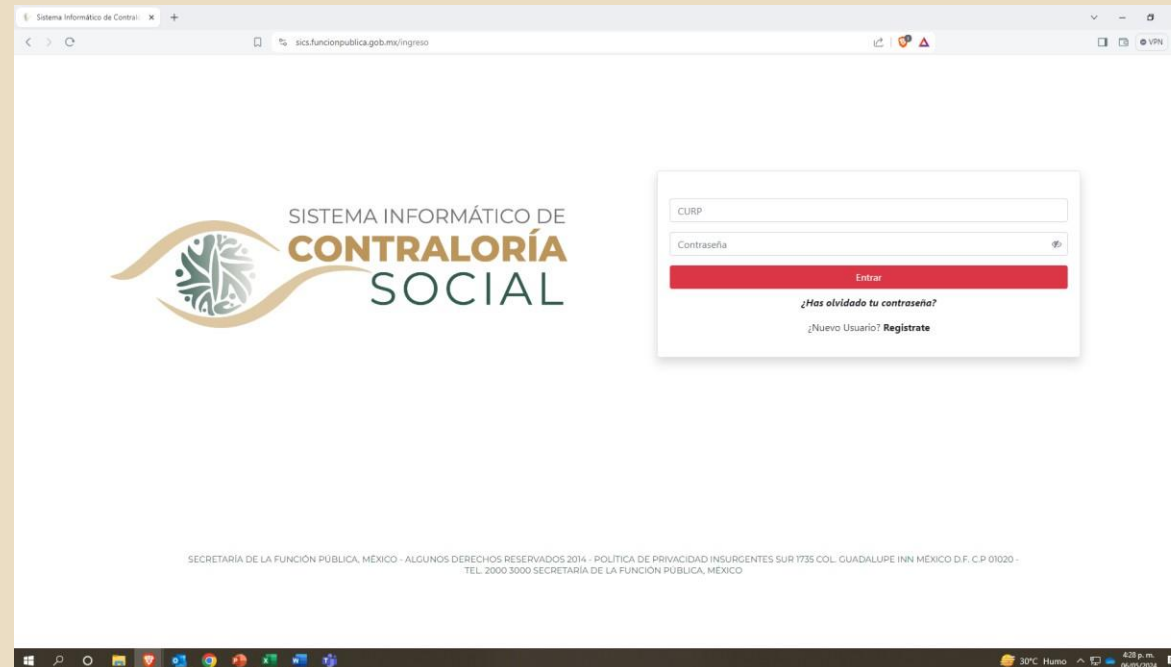 Sistema Informático de Contral
sics.funcionpublica.gob.mx/ingreso
VPN
SISTEMA INFORMÁTICO DE
CONTRALORÍA
SOCIAL
CURP
Contraseña
Entrar
¿Has olvidado tu contraseña?
¿Nuevo Usuario? Registrate
SECRETARÍA DE LA FUNCIÓN PÚBLICA, MÉXICO - ALGUNOS DERECHOS RESERVADOS 2014 - POLÍTICA DE PRIVACIDAD INSURGENTES SUR 1735 COL. GUADALUPE INN MÉXICO D.F. C.P 01020 -
TEL. 2000 3000 SECRETARÍA DE LA FUNCIÓN PÚBLICA, MÉXICO
30°C Humo
4:28 p. m.
06/05/2024